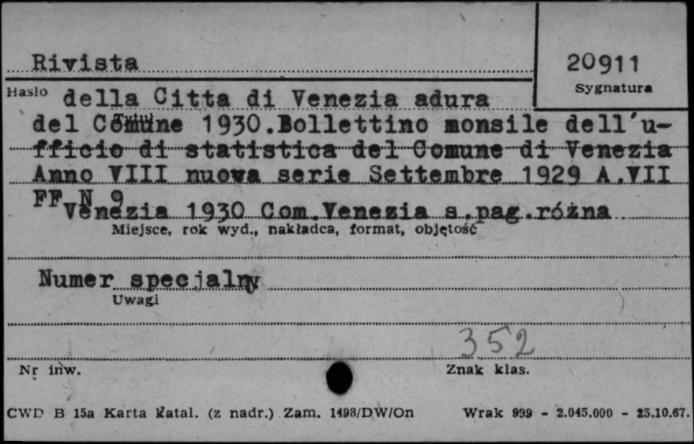 Rivista
20911
Hasło
Sygnatura
della Citta di Venezia adura
del Comune 1930.Bollettino monsile dell'u-
fficio di statistica del Comune di Venezia
Anno VIII nuova serie Settembre 1929 A.VII
FF N 9
Venezia 1930 Com.Venezia s.pag.różna
Miejsce, rok wyd., nakładca, format, objętość
Numer specjalny
Uwagi
352
Nr inw.
Znak klas.
CWD B 15a Karta katal. (z nadr.) Zam. 1498/DW/On Wrak 999 - 2.045.000 - 25.10.67.